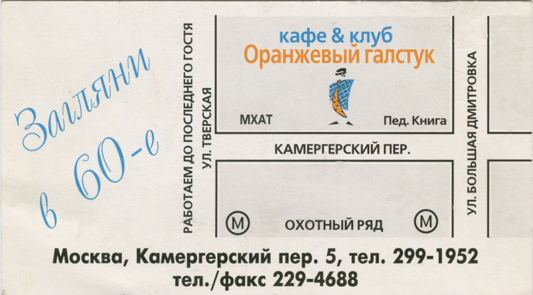 Загляни
в 60-е
РАБОТАЕМ ДО ПОСЛЕДНЕГО ГОСТЯ
УЛ. ТВЕРСКАЯ
кафе & клуб
Оранжевый галстук
МХАТ
Пед. Книга
КАМЕРГЕРСКИЙ ПЕР.
УЛ. БОЛЬШАЯ ДМИТРОВКА
М
ОХОТНЫЙ РЯД
М
Москва, Камергерский пер. 5, тел. 299-1952
тел./факс 229-4688